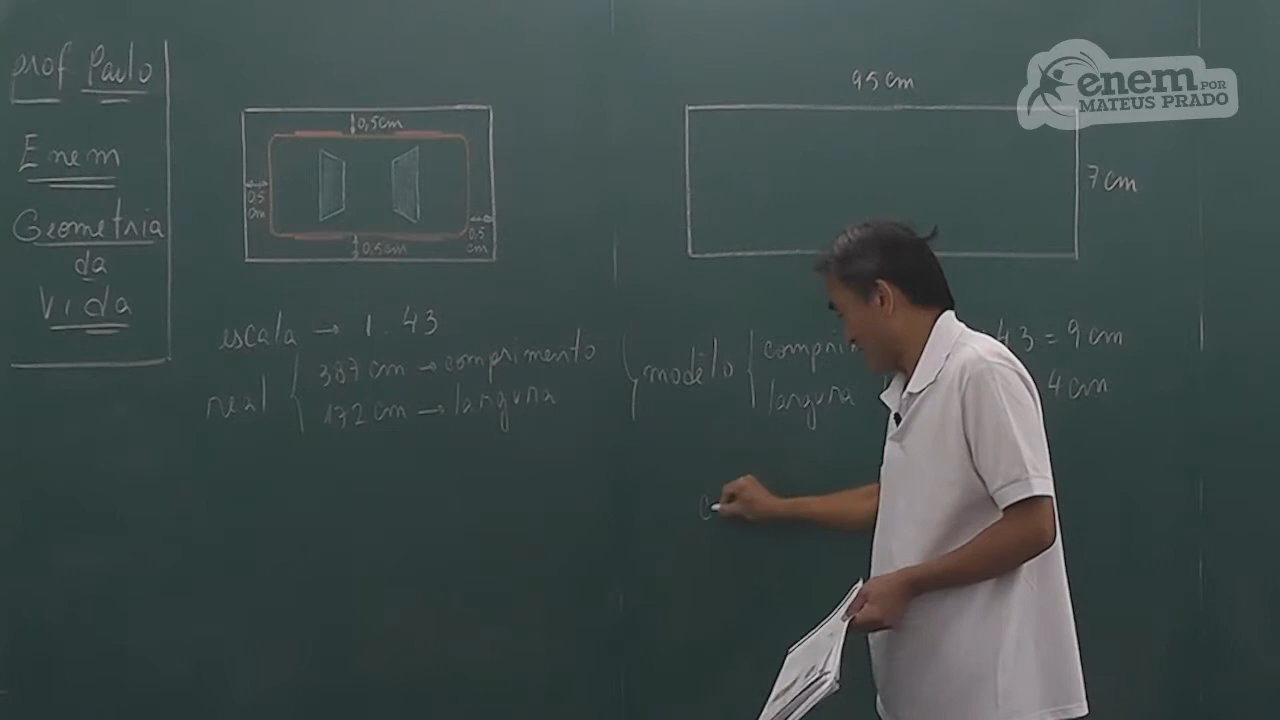 prof Paulo
Enem
Geometria
da
Vida
0,5cm
0,5
cm
0,5
cm
0,5cm
escala → 1:43
real { 387 cm → comprimento
172 cm → largura
95 cm
7 cm
modelo { compri
43 = 9 cm
largura
4 cm
enem POR
MATEUS PRADO